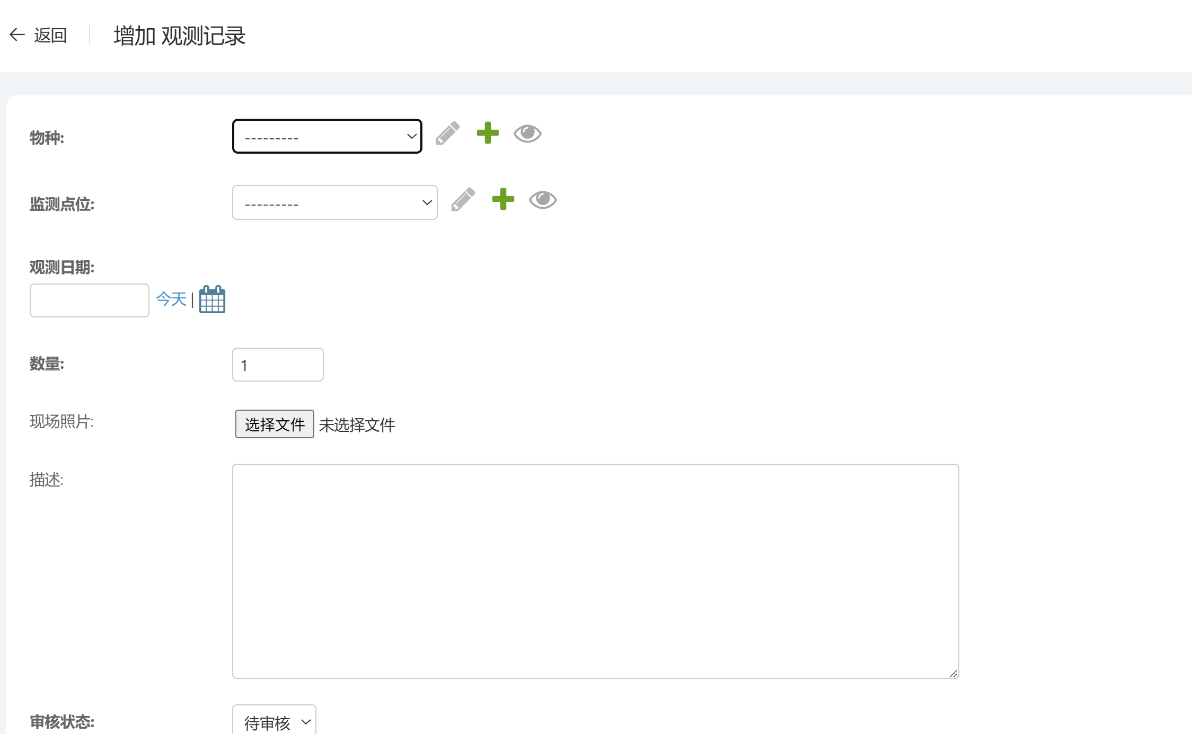 ← 返回 增加 观测记录
物种: ---------
监测点位: ---------
观测日期:
今天 |
数量: 1
现场照片: 选择文件 未选择文件
描述:
审核状态: 待审核